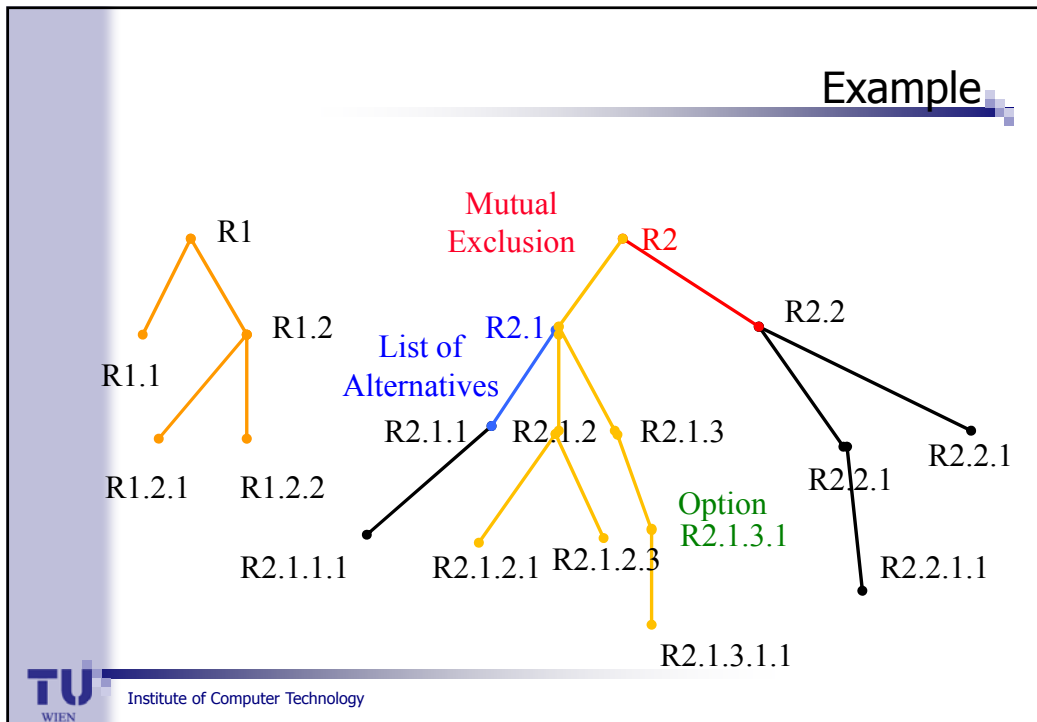 Example
Mutual
Exclusion
R1
R2
R1.2
R2.1
R2.2
R1.1
List of
Alternatives
R2.1.1
R2.1.2
R2.1.3
R2.2.1
R1.2.1
R1.2.2
R2.2.1
Option
R2.1.3.1
R2.1.1.1
R2.1.2.1
R2.1.2.3
R2.2.1.1
R2.1.3.1.1
TU
WIEN
Institute of Computer Technology